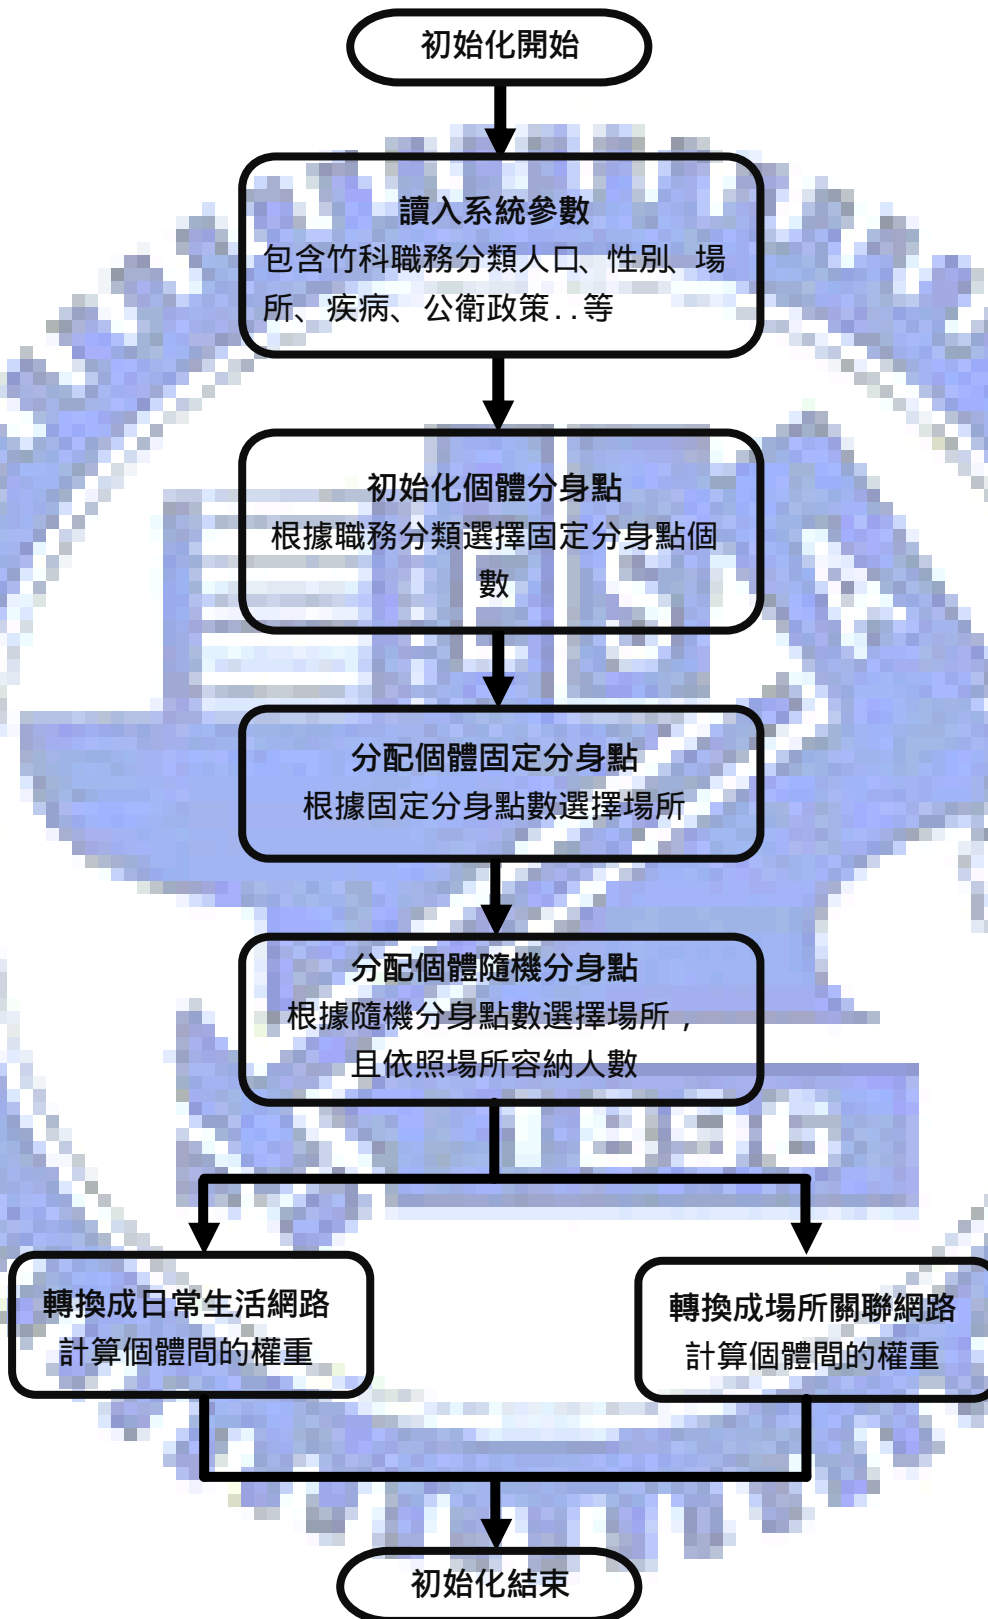 初始化開始
讀入系統參數
包含竹科職務分類人口、性別、場
所、疾病、公衛政策..等
初始化個體分身點
根據職務分類選擇固定分身點個
數
分配個體固定分身點
根據固定分身點數選擇場所
分配個體隨機分身點
根據隨機分身點數選擇場所，
且依照場所容納人數
轉換成日常生活網路
計算個體間的權重
轉換成場所關聯網路
計算個體間的權重
初始化結束